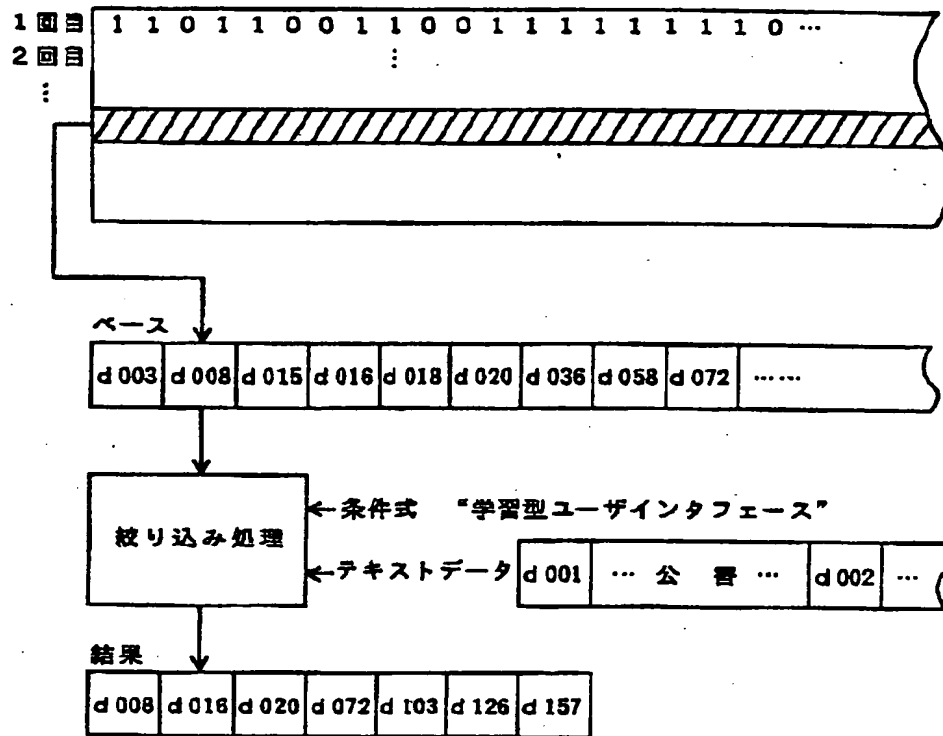 1回目 1 1 0 1 1 0 0 1 1 0 0 1 1 1 1 1 1 1 0 …
2回目 ⋮
⋮
ベース
d 003 d 008 d 015 d 016 d 018 d 020 d 036 d 058 d 072 ……
絞り込み処理
条件式 "学習型ユーザインタフェース"
テキストデータ d 001 … 公害 … d 002 …
結果
d 008 d 016 d 020 d 072 d 103 d 126 d 157